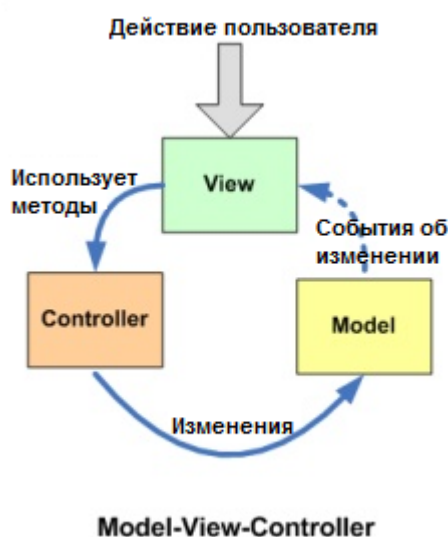 Действие пользователя
View
Использует
методы
События об
изменении
Controller
Model
Изменения
Model-View-Controller